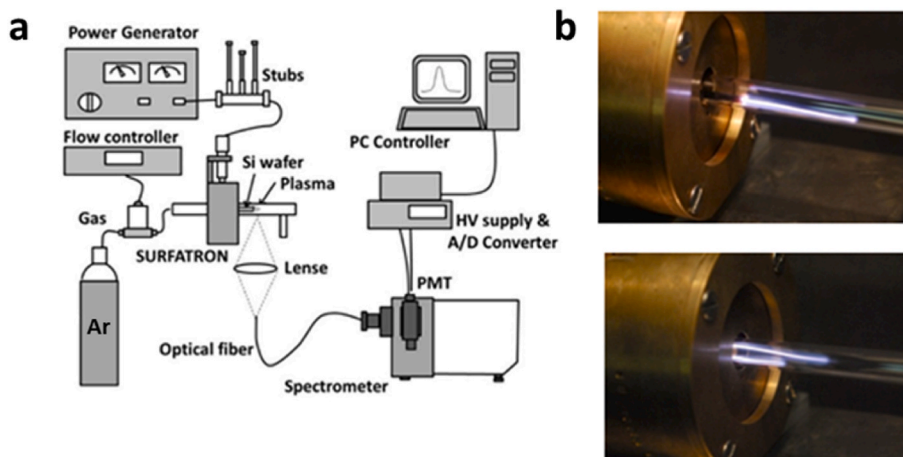 a
b
Power Generator
Stubs
Flow controller
PC Controller
Si wafer
Plasma
Gas
HV supply &
A/D Converter
SURFATRON
Lense
PMT
Ar
Optical fiber
Spectrometer